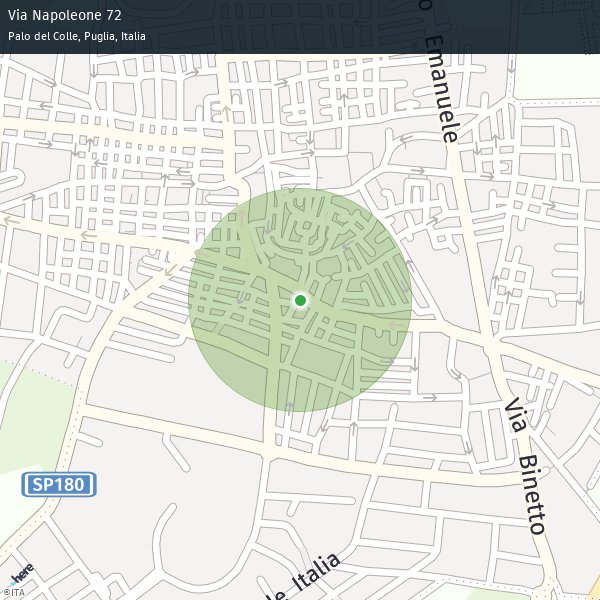 Via Napoleone 72
Palo del Colle, Puglia, Italia
o Emanuele
Via Binetto
SP180
le Italia
here
©ITA